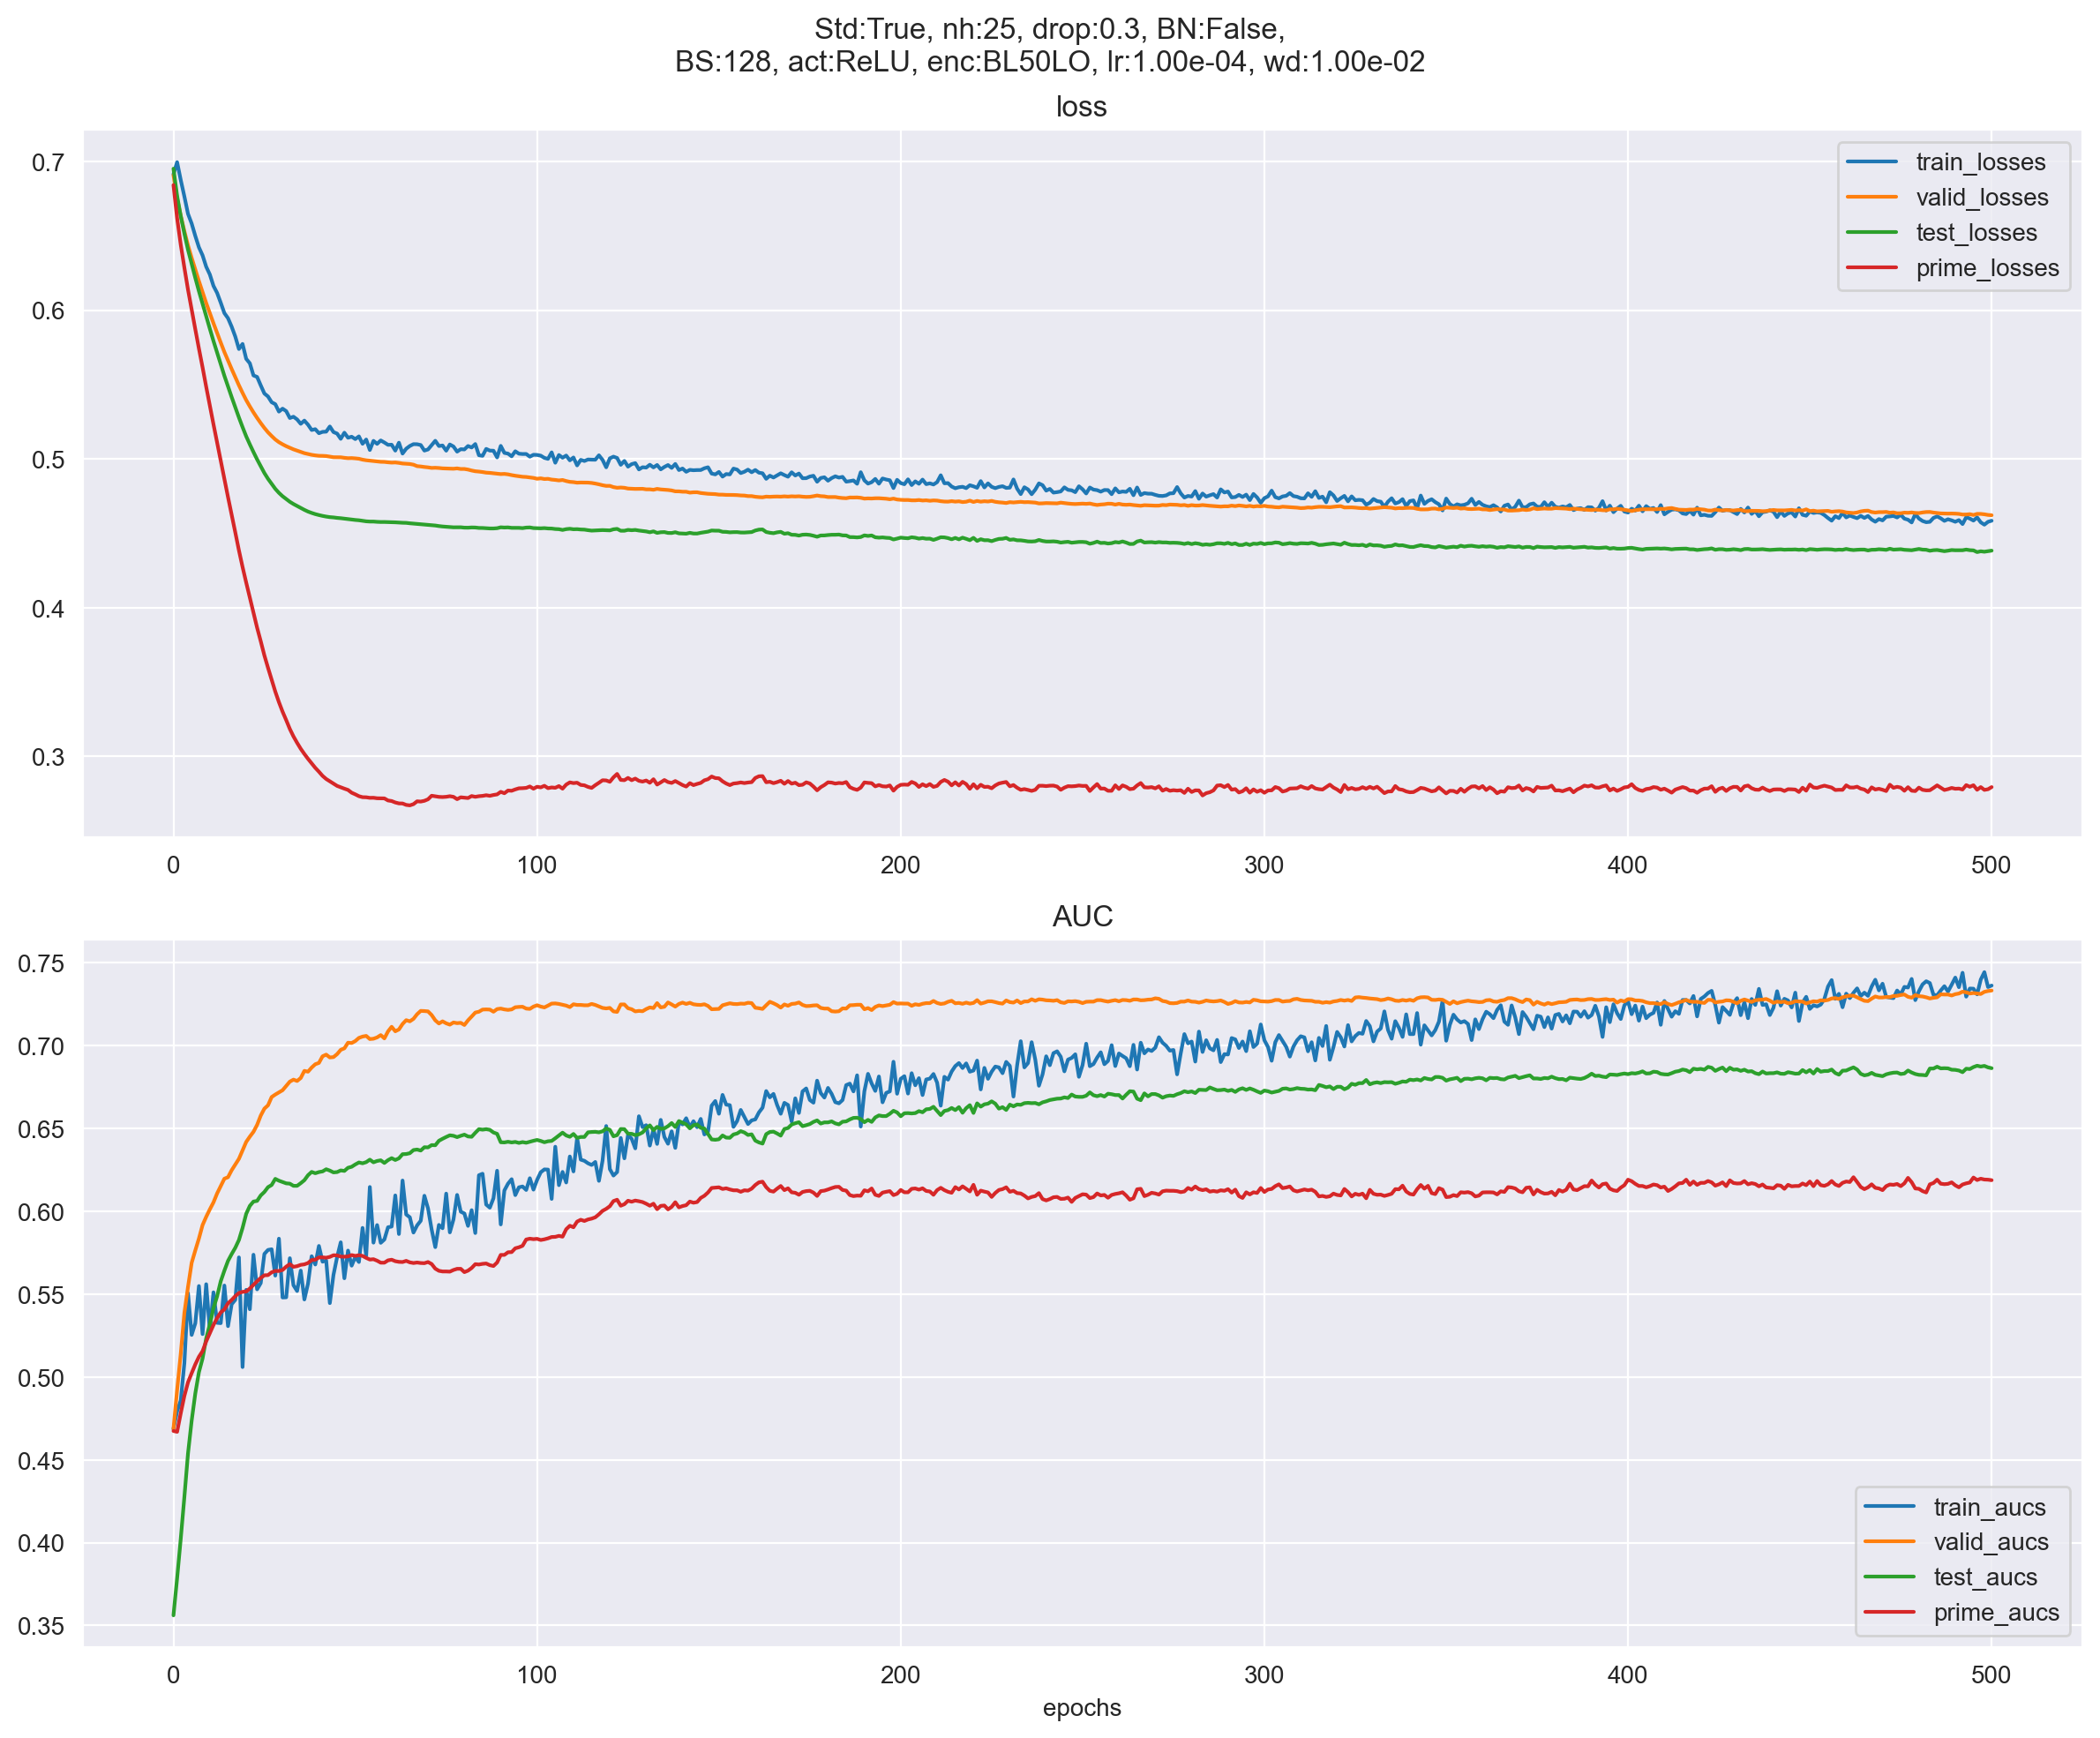 Std:True, nh:25, drop:0.3, BN:False,
BS:128, act:ReLU, enc:BL50LO, lr:1.00e-04, wd:1.00e-02
loss
0.7
0.6
0.5
0.4
0.3
train_losses
valid_losses
test_losses
prime_losses
0 100 200 300 400 500
AUC
0.75
0.70
0.65
0.60
0.55
0.50
0.45
0.40
0.35
train_aucs
valid_aucs
test_aucs
prime_aucs
0 100 200 300 400 500
epochs